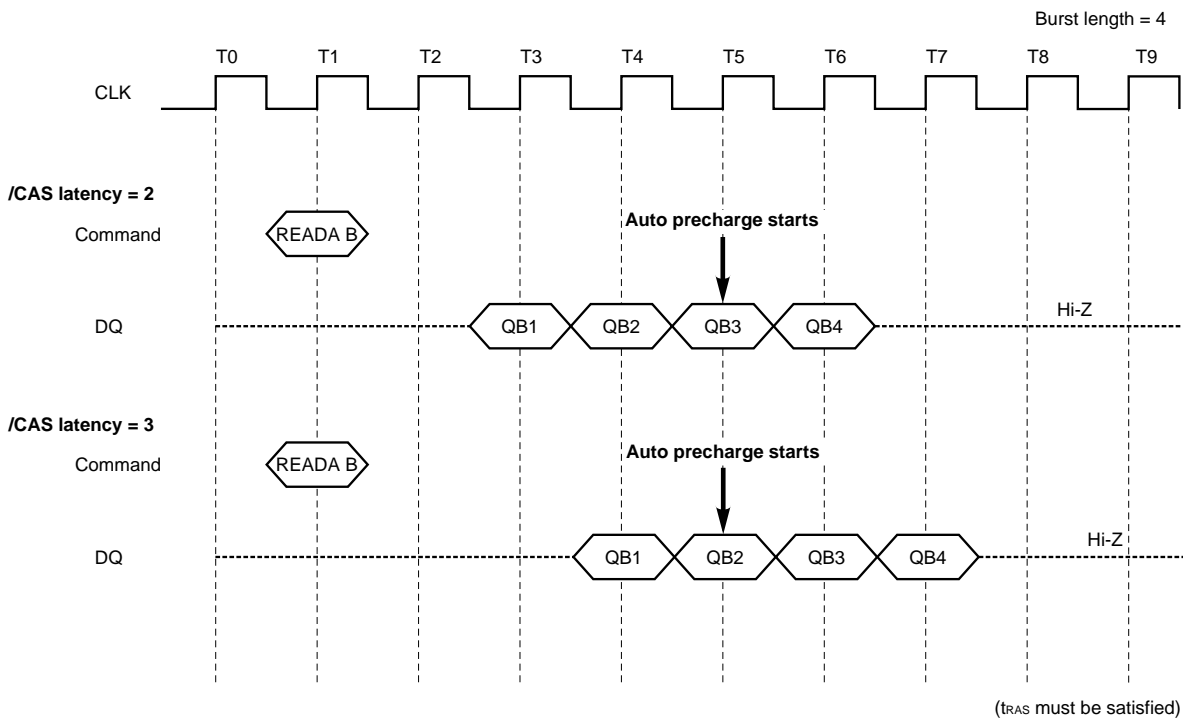 Burst length = 4
T0 T1 T2 T3 T4 T5 T6 T7 T8 T9
CLK
/CAS latency = 2
Auto precharge starts
Command READA B
Hi-Z
DQ QB1 QB2 QB3 QB4
/CAS latency = 3
Auto precharge starts
Command READA B
Hi-Z
DQ QB1 QB2 QB3 QB4
(tRAS must be satisfied)